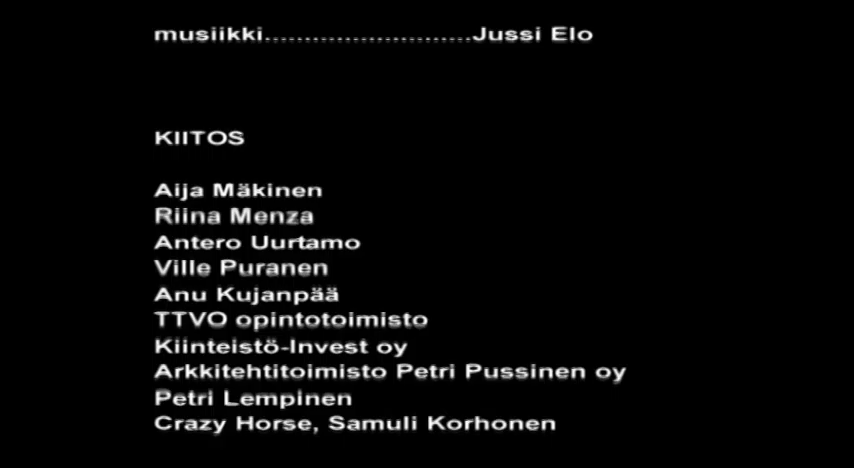 musiikki..........................Jussi Elo
KIITOS
Aija Mäkinen
Riina Menza
Antero Uurtamo
Ville Puranen
Anu Kujanpää
TTVO opintotoimisto
Kiinteistö-Invest oy
Arkkitehtitoimisto Petri Pussinen oy
Petri Lempinen
Crazy Horse, Samuli Korhonen